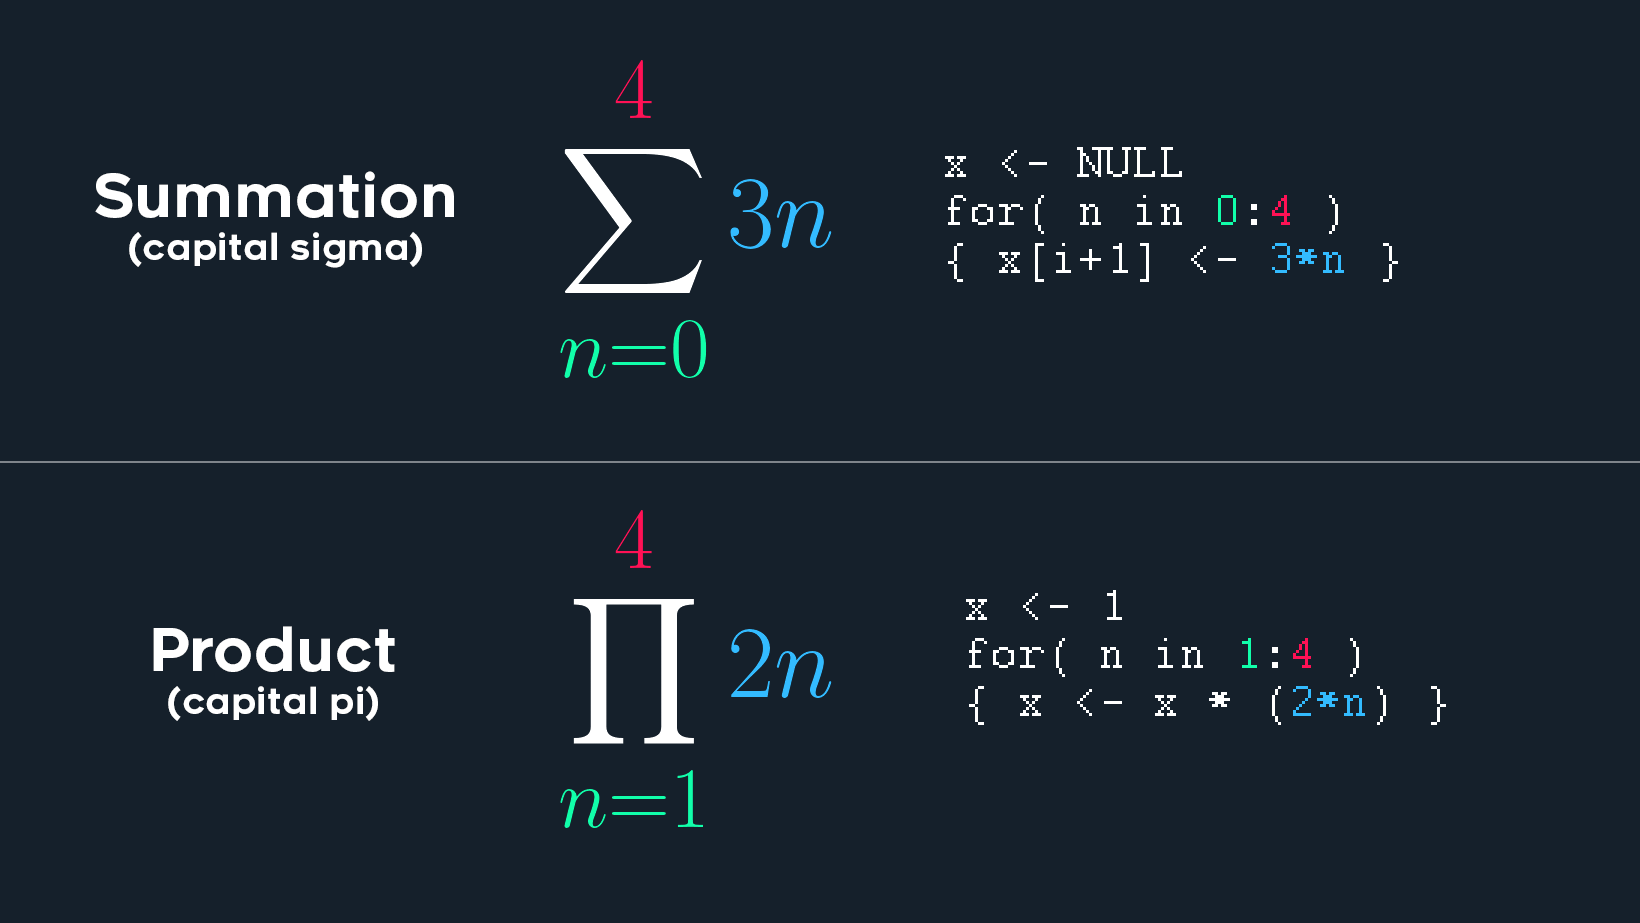 Summation
(capital sigma)
4
∑ 3n
n=0
x <- NULL
for( n in 0:4 )
{ x[i+1] <- 3*n }
Product
(capital pi)
4
∏ 2n
n=1
x <- 1
for( n in 1:4 )
{ x <- x * (2*n) }